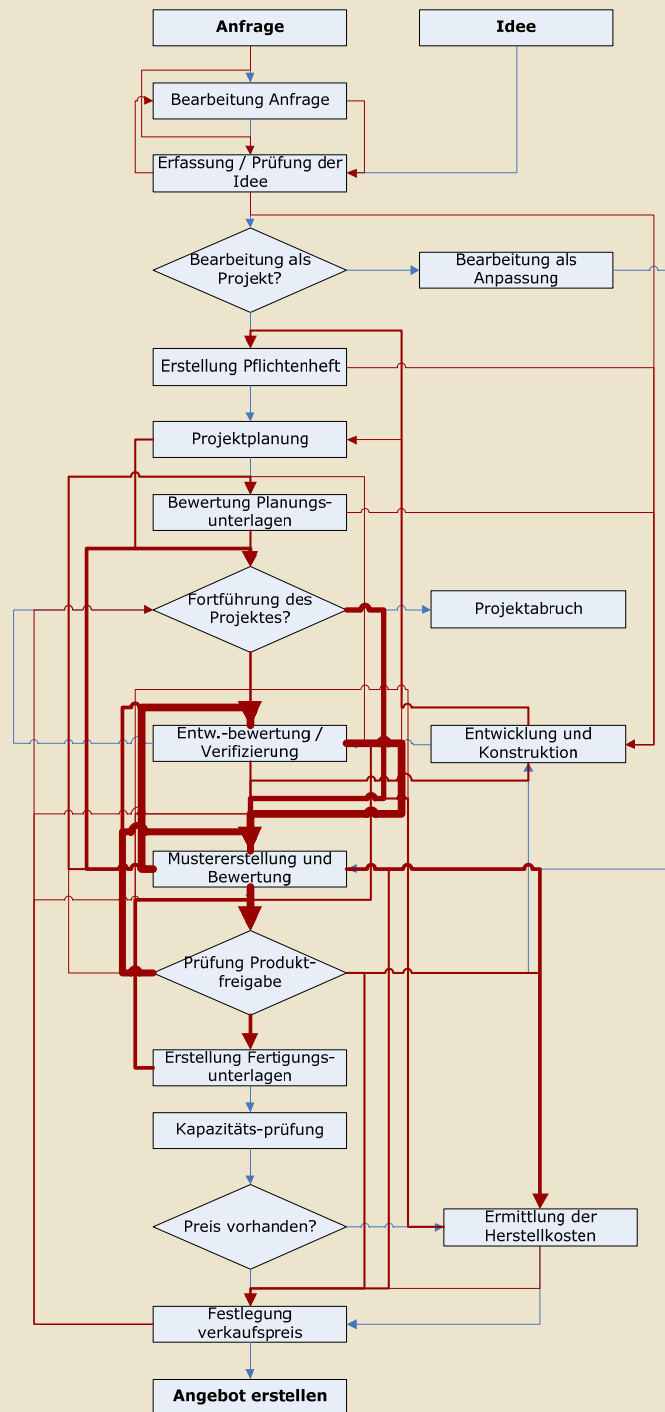 Anfrage
Idee
Bearbeitung Anfrage
Erfassung / Prüfung der
Idee
Bearbeitung als
Projekt?
Bearbeitung als
Anpassung
Erstellung Pflichtenheft
Projektplanung
Bewertung Planungs-
unterlagen
Fortführung des
Projektes?
Projektabruch
Entw.-bewertung /
Verifizierung
Entwicklung und
Konstruktion
Mustererstellung und
Bewertung
Prüfung Produkt-
freigabe
Erstellung Fertigungs-
unterlagen
Kapazitäts-prüfung
Preis vorhanden?
Ermittlung der
Herstellkosten
Festlegung
verkaufspreis
Angebot erstellen